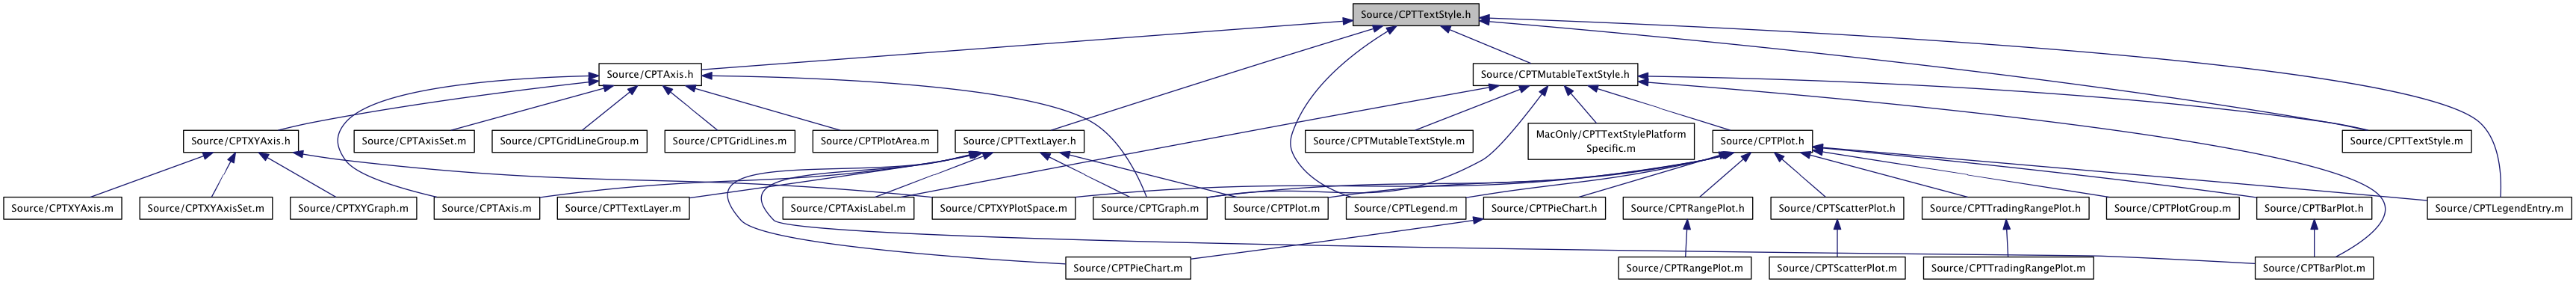 Source/CPTTextStyle.h
Source/CPTAxis.h
Source/CPTMutableTextStyle.h
Source/CPTXYAxis.h
Source/CPTAxisSet.m
Source/CPTGridLineGroup.m
Source/CPTGridLines.m
Source/CPTPlotArea.m
Source/CPTTextLayer.h
Source/CPTMutableTextStyle.m
MacOnly/CPTTextStylePlatform
Specific.m
Source/CPTPlot.h
Source/CPTTextStyle.m
Source/CPTXYAxis.m
Source/CPTXYAxisSet.m
Source/CPTXYGraph.m
Source/CPTAxis.m
Source/CPTTextLayer.m
Source/CPTAxisLabel.m
Source/CPTXYPlotSpace.m
Source/CPTGraph.m
Source/CPTPlot.m
Source/CPTLegend.m
Source/CPTPieChart.h
Source/CPTRangePlot.h
Source/CPTScatterPlot.h
Source/CPTTradingRangePlot.h
Source/CPTPlotGroup.m
Source/CPTBarPlot.h
Source/CPTLegendEntry.m
Source/CPTPieChart.m
Source/CPTRangePlot.m
Source/CPTScatterPlot.m
Source/CPTTradingRangePlot.m
Source/CPTBarPlot.m